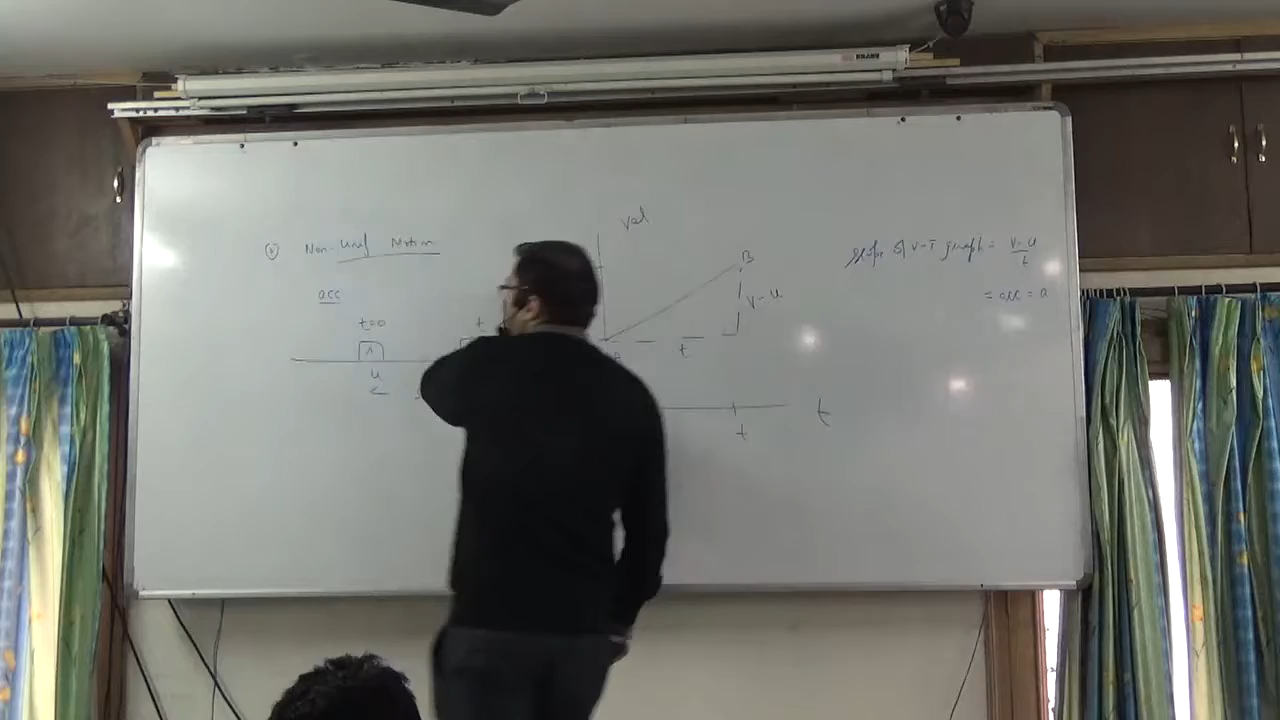 Non-Unif Motion
acc
t=0
t
A
u
vel
B
v-u
t
A
t
t
slope of v-T graph = v-u/t
= acc = a